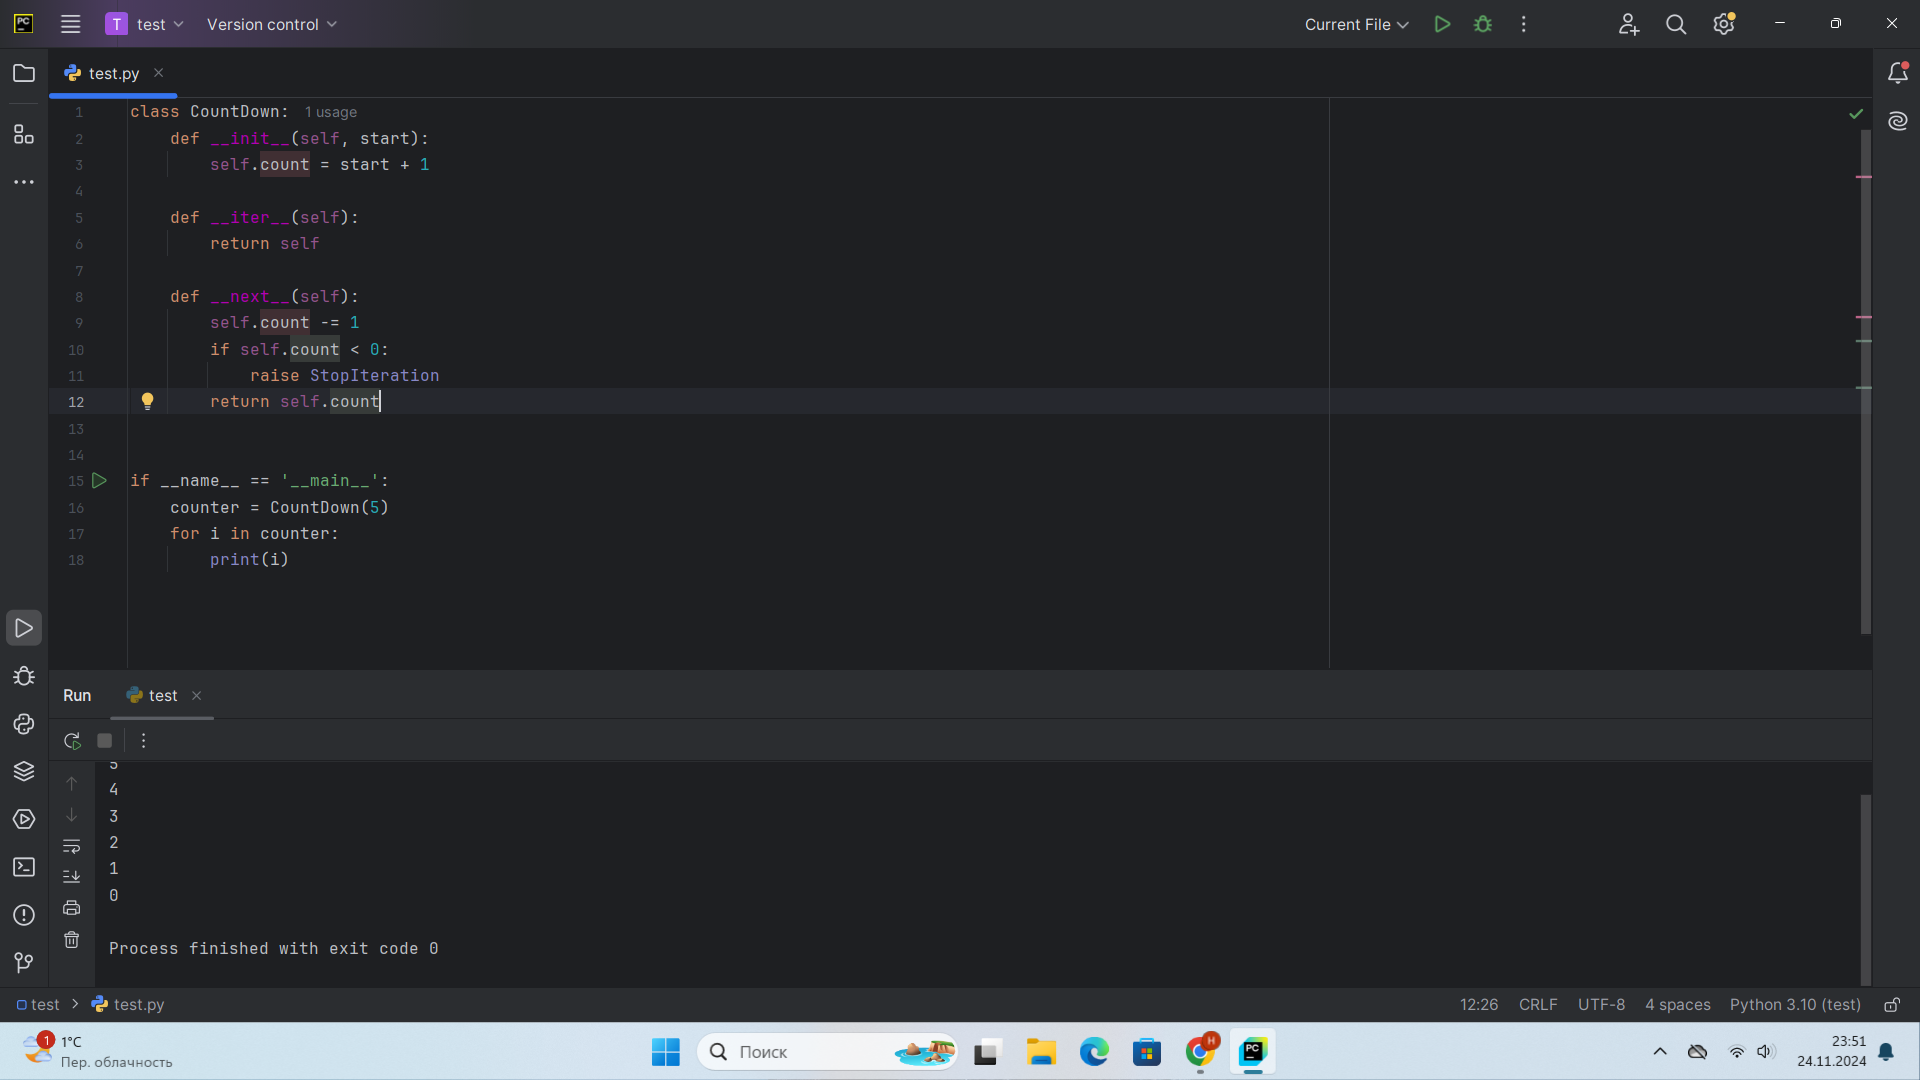 PC T test Version control Current File
test.py
1 class CountDown: 1 usage
2 def __init__(self, start):
3 self.count = start + 1
4
5 def __iter__(self):
6 return self
7
8 def __next__(self):
9 self.count -= 1
10 if self.count < 0:
11 raise StopIteration
12 return self.count
13
14
15 if __name__ == '__main__':
16 counter = CountDown(5)
17 for i in counter:
18 print(i)
Run test
5
4
3
2
1
0
Process finished with exit code 0
test > test.py 12:26 CRLF UTF-8 4 spaces Python 3.10 (test)
1 1°C
Пер. облачность
Поиск
H
PC
23:51
24.11.2024